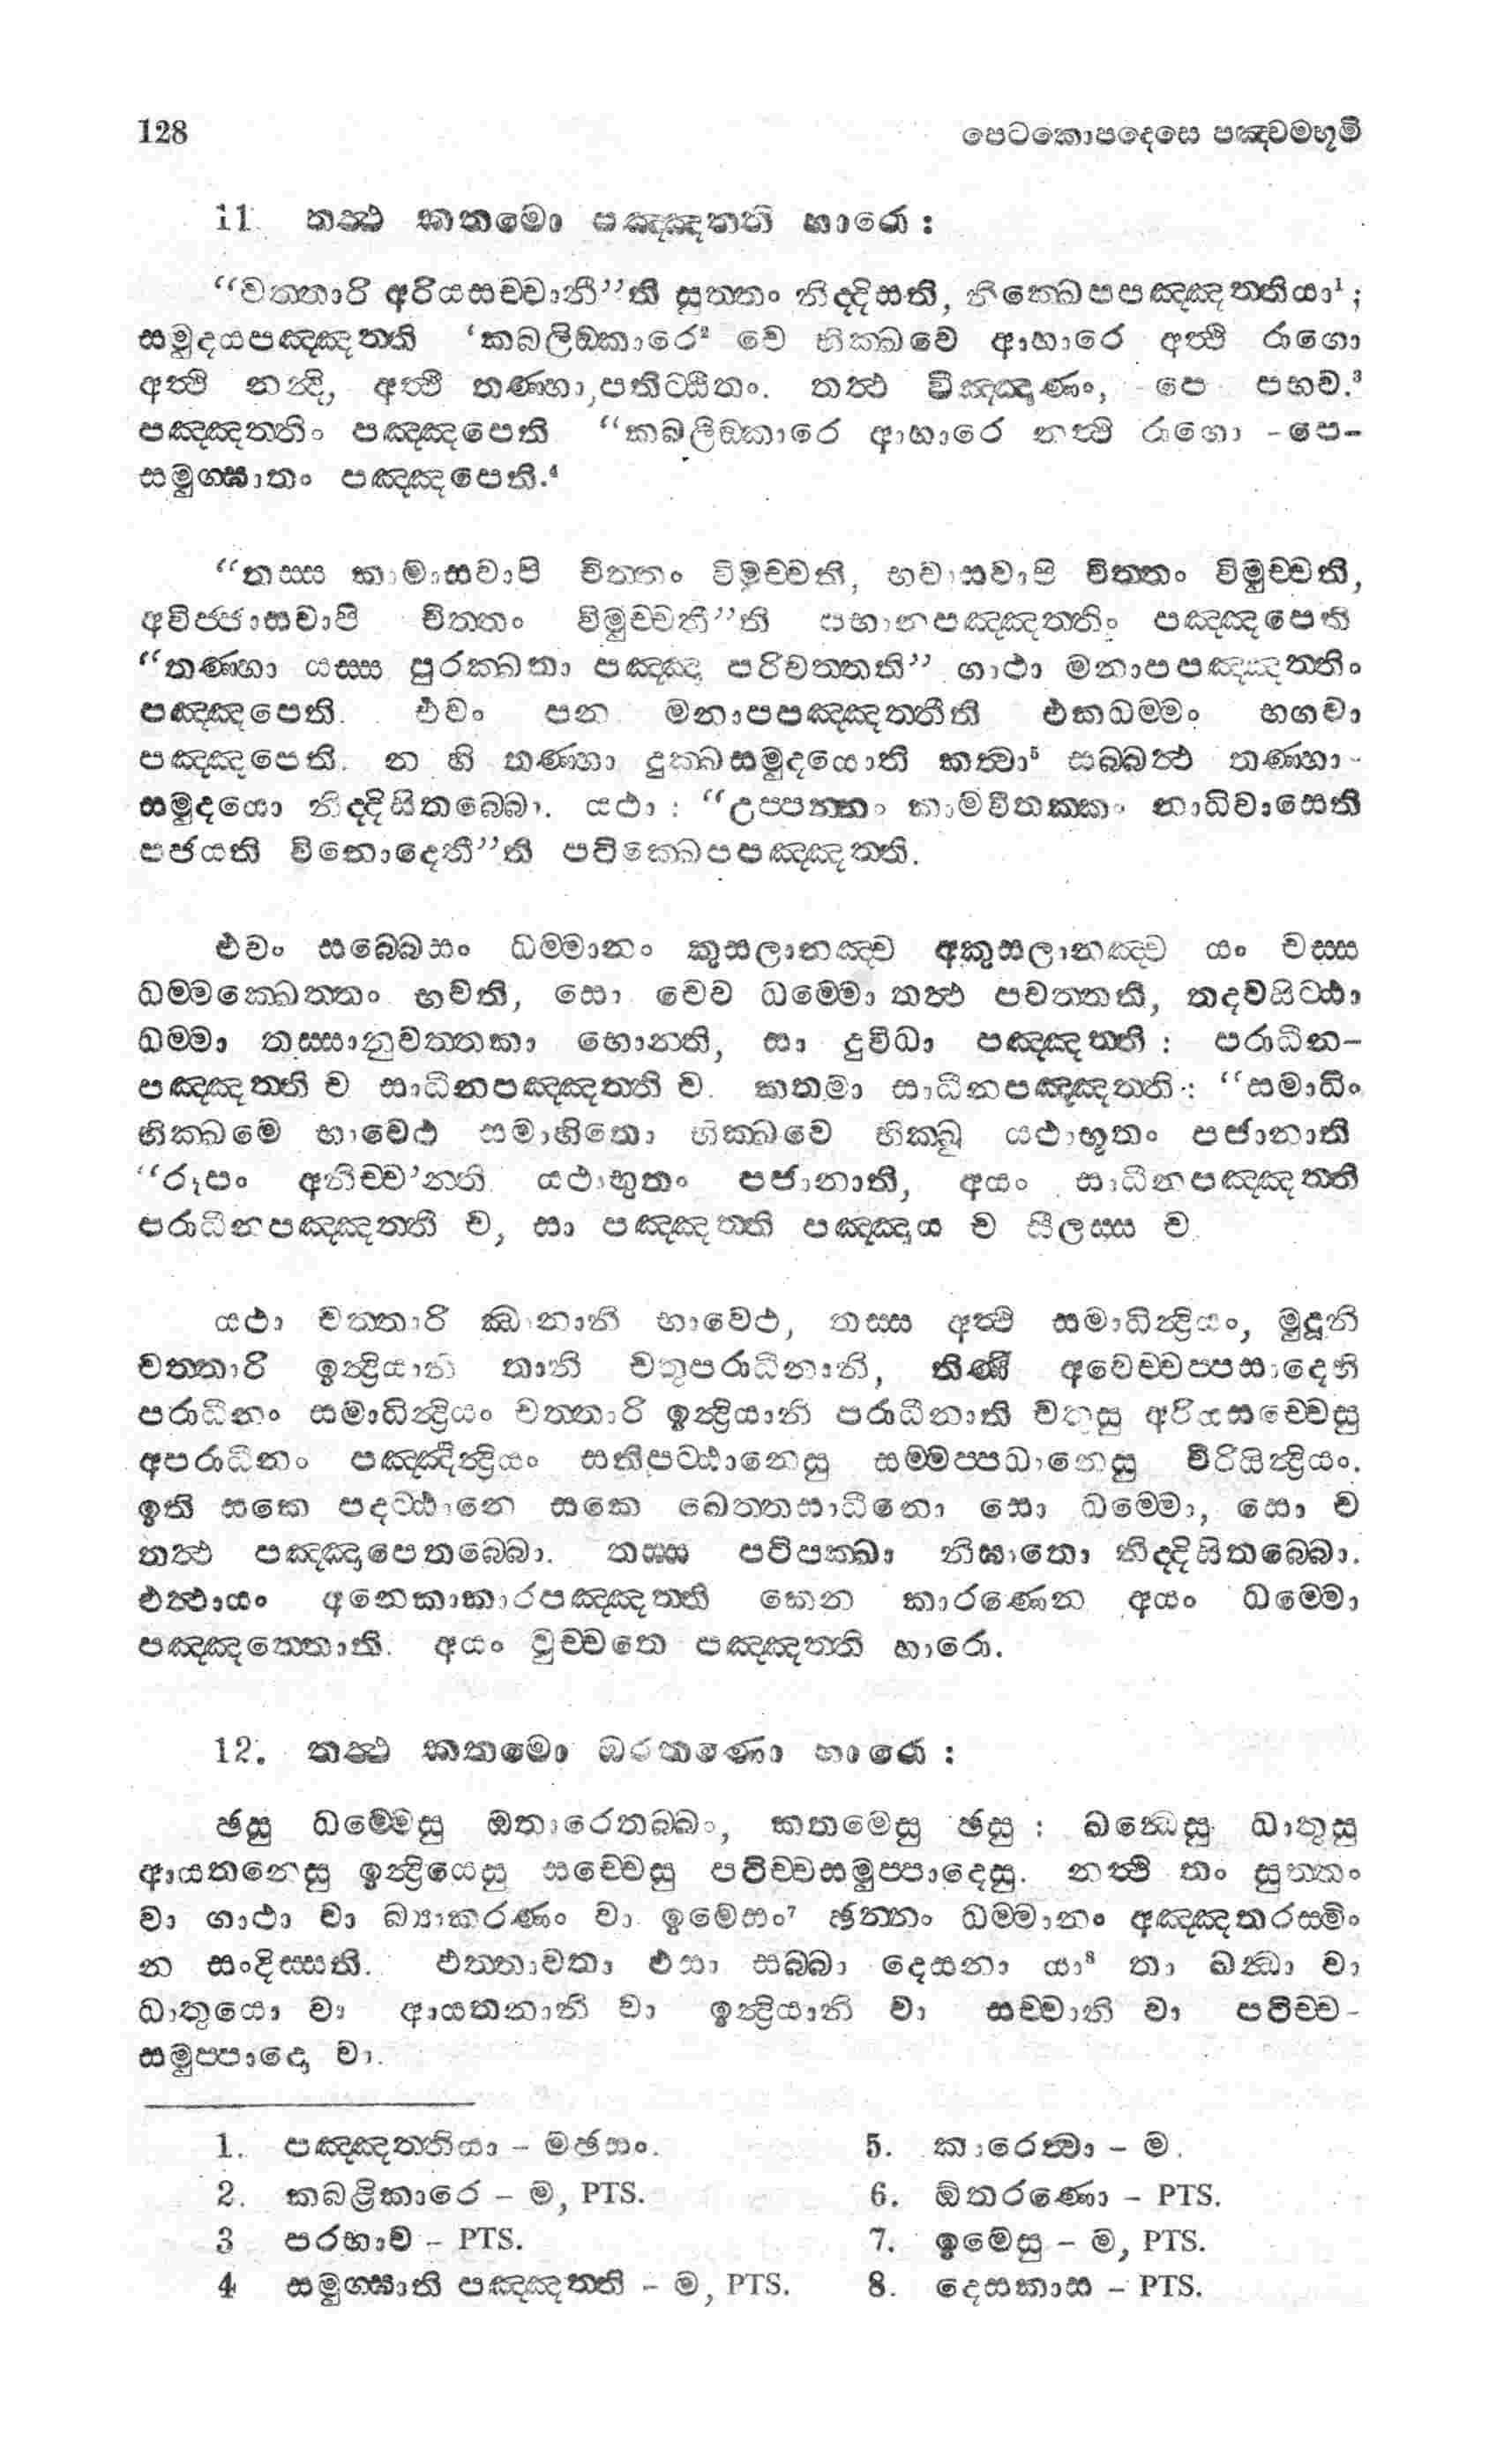 128 පෙටකොපදෙසෙ පඤ්චමභූමි
11. තත්‍ථ කතමො පඤ්ඤත්ති හාරො :
“චත්තාරි අරියසච්චානී”ති සුත්තං නිද්දිසති, නික්ඛෙපපඤ්ඤත්තියා¹;
සමුදයපඤ්ඤත්ති ‘කබලිඞ්කාරෙ² වෙ භික්ඛවෙ ආහාරෙ අත්‍ථි රාගො
අත්‍ථි නන්‍දි, අත්‍ථි තණ්හා, පතිට්ඨිතං. තත්‍ථ විඤ්ඤාණං, - පෙ පභව.³
පඤ්ඤත්තිං පඤ්ඤපෙති “කබලිඞ්කාරෙ ආහාරෙ නත්‍ථි රාගො -පෙ-
සමුග්ඝාතං පඤ්ඤපෙති.⁴
“තස්ස කාමාසවාපි චිත්තං විමුච්චති, භවාසවාපි චිත්තං විමුච්චති,
අවිජ්ජාසවාපි චිත්තං විමුච්චතී”ති පහානපඤ්ඤත්තිං පඤ්ඤපෙති
“තණ්හා යස්ස පුරක්ඛතා පඤ්ඤා පරිවත්තති” ගාථා මනාපපඤ්ඤත්තිං
පඤ්ඤපෙති. එවං පන මනාපපඤ්ඤත්තීති එකධම්මං භගවා
පඤ්ඤපෙති. න හි තණ්හා දුක්ඛසමුදයොති කත්‍වා⁵ සබ්බත්‍ථ තණ්හා-
සමුදයො නිද්දිසිතබ්බො. යථා : “උප්පන්නං කාමවිතක්කං නාධිවාසෙති
පජයති විනොදෙතී”ති පටික්ඛෙපපඤ්ඤත්ති.
එවං සබ්බෙසං ධම්මානං කුසලානඤ්ච අකුසලානඤ්ච යං චස්ස
ධම්මක්ඛෙත්තං භවති, සො චෙව ධම්මො තත්‍ථ පවත්තති, තදවසිට්ඨා
ධම්මා තස්සානුවත්තකා හොන්ති, සා දුවිධා පඤ්ඤත්ති : පරාධීන-
පඤ්ඤත්ති ච සාධීනපඤ්ඤත්ති ච. කතමා සාධීනපඤ්ඤත්ති : “සමාධිං
භික්ඛමෙ භාවෙථ සමාහිතො භික්ඛවෙ භික්ඛු යථාභූතං පජානාති
“රූපං අනිච්ච’න්ති යථාභුතං පජානාති, අයං සාධීනපඤ්ඤත්ති
පරාධීනපඤ්ඤත්තී ච, සා පඤ්ඤත්ති පඤ්ඤාය ච සීලස්ස ච.
යථා චත්තාරි ඣානානි භාවෙථ, තස්ස අත්‍ථි සමාධින්‍ද්‍රියං, මුදූනි
චත්තාරි ඉන්‍ද්‍රියානි තානි චතුපරාධීනානි, තිණි අවෙච්චප්පසාදෙහි
පරාධීනං සමාධින්‍ද්‍රියං චත්තාරි ඉන්‍ද්‍රියානි පරාධීනාති චතුසු අරියසච්චෙසු
අපරාධීනං පඤ්ඤින්‍ද්‍රියං සතිපට්ඨානෙසු සම්මප්පධානෙසු වීරියින්‍ද්‍රියං.
ඉති සකෙ පදට්ඨානෙ සකෙ ඛෙත්තසාධීනො සො ධම්මො, සො ච
තත්‍ථ පඤ්ඤාපෙතබ්බො. තස්ස පටිපක්ඛා නිඝාතො නිද්දිසිතබ්බො.
එත්‍ථායං අනෙකාකාරපඤ්ඤත්ති කෙන කාරණෙන අයං ධම්මො
පඤ්ඤත්තොති. අයං වුච්චතෙ පඤ්ඤත්ති හාරො.
12. තත්‍ථ කතමො ඔරතණො හාරො :
ඡසු ධම්මෙසු ඔතාරෙතබ්බං, කතමෙසු ඡසු : ඛන්‍ධෙසු ධාතුසු
ආයතනෙසු ඉන්‍ද්‍රියෙසු සච්චෙසු පටිච්චසමුප්පාදෙසු. නත්‍ථි තං සුත්තං
වා ගාථා වා බ්‍යාකරණං වා ඉමෙසං⁷ ඡන්නං ධම්මානං අඤ්ඤතරස්මිං
න සංදිස්සති. එත්තාවතා එසා සබ්බා දෙසනා යා⁸ තා ඛන්‍ධා වා
ධාතුයො වා ආයතනානි වා ඉන්‍ද්‍රියානි වා සච්චානි වා පටිච්ච-
සමුප්පාදො වා.
1. පඤ්ඤත්තියා - මඡසං.
2. කබළිකාරෙ - ම, PTS.
3 පරභාව - PTS.
4 සමුග්ඝාති පඤ්ඤත්ති - ම, PTS.
5. කාරෙත්‍වා - ම.
6. ඔතරණො - PTS.
7. ඉමෙසු - ම, PTS.
8. දෙසකාස - PTS.